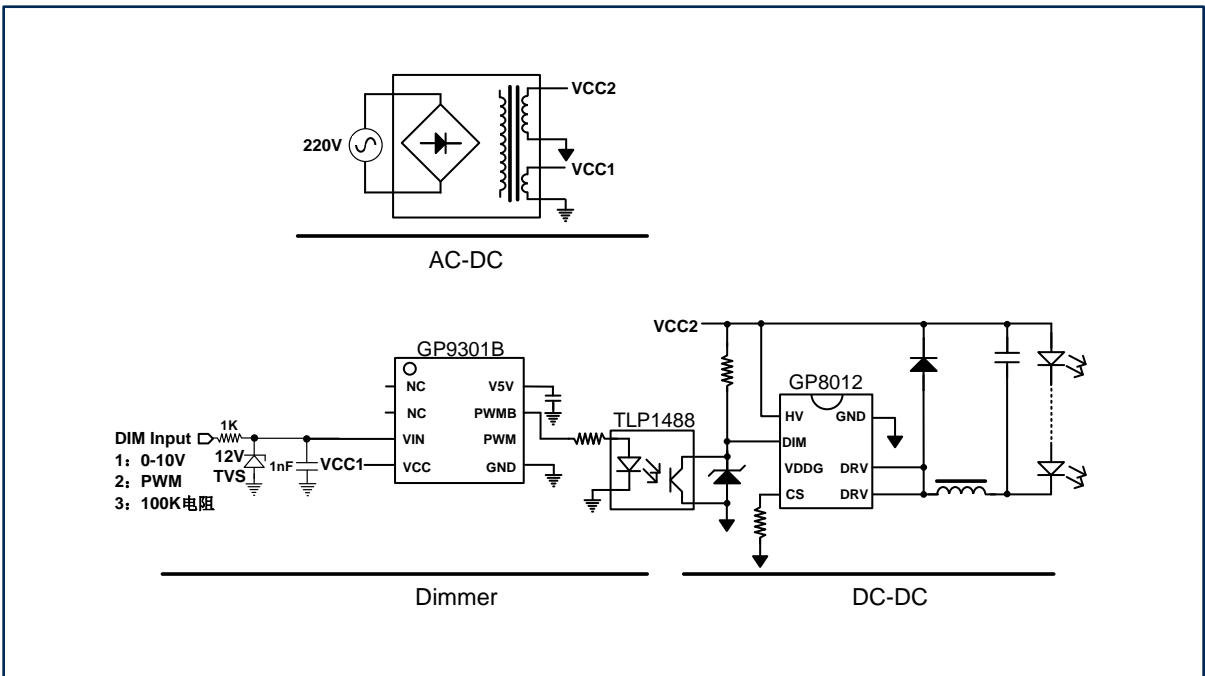 VCC2
220V
VCC1
AC-DC
VCC2
GP9301B
GP8012
NC
V5V
TLP1488
HV
GND
NC
PWMB
DIM Input
1K
VIN
PWM
DIM
1：0-10V
12V
1nF
VCC1
VCC
GND
VDDG
DRV
2：PWM
TVS
CS
DRV
3：100K电阻
Dimmer
DC-DC